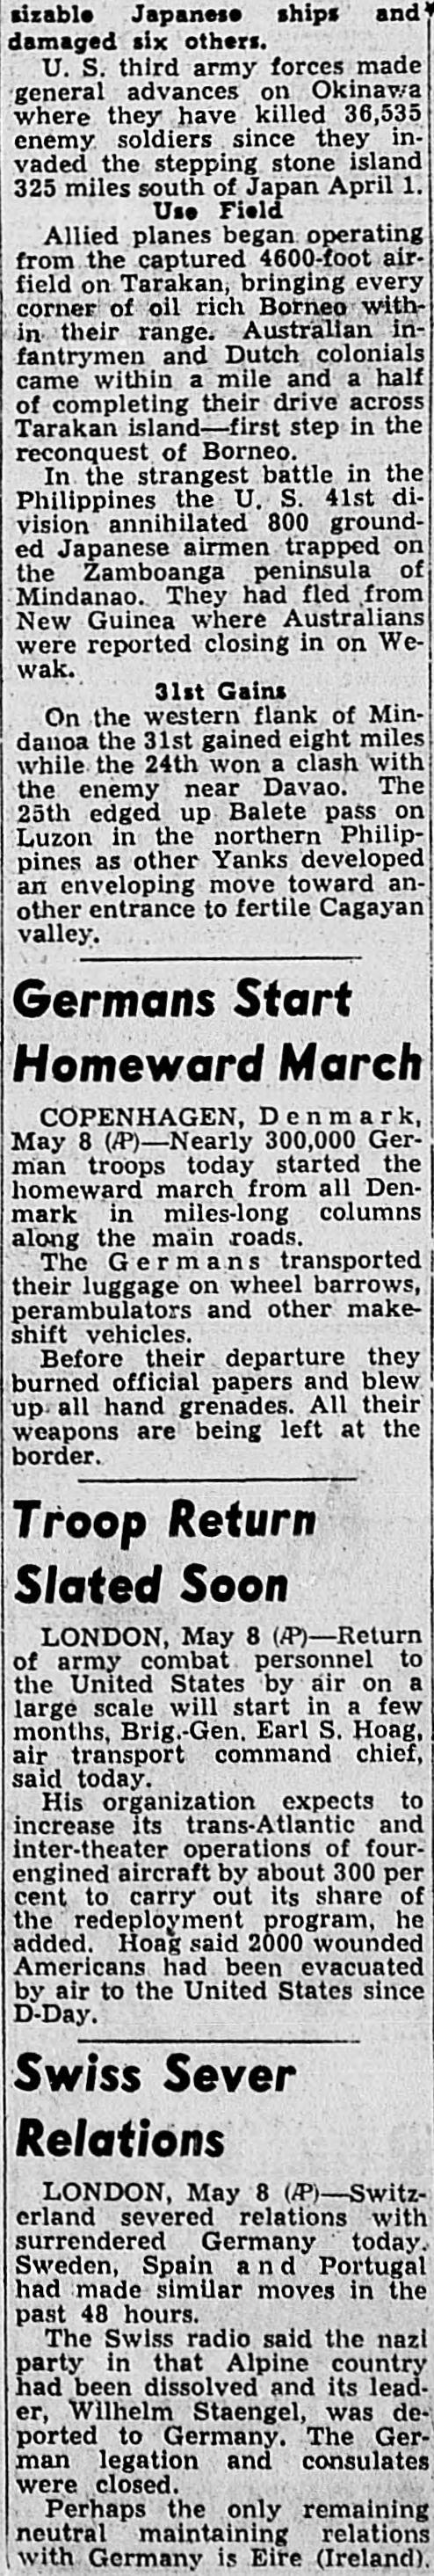 sizable Japanese ships and
damaged six others.
U. S. third army forces made
general advances on Okinawa
where they have killed 36,535
enemy soldiers since they in-
vaded the stepping stone island
325 miles south of Japan April 1.
Use Field
Allied planes began operating
from the captured 4600-foot air-
field on Tarakan, bringing every
corner of oil rich Borneo with-
in their range. Australian in-
fantrymen and Dutch colonials
came within a mile and a half
of completing their drive across
Tarakan island—first step in the
reconquest of Borneo.
In the strangest battle in the
Philippines the U. S. 41st di-
vision annihilated 800 ground-
ed Japanese airmen trapped on
the Zamboanga peninsula of
Mindanao. They had fled from
New Guinea where Australians
were reported closing in on We-
wak.
31st Gains
On the western flank of Min-
danoa the 31st gained eight miles
while the 24th won a clash with
the enemy near Davao. The
25th edged up Balete pass on
Luzon in the northern Philip-
pines as other Yanks developed
an enveloping move toward an-
other entrance to fertile Cagayan
valley.
Germans Start
Homeward March
COPENHAGEN, Denmark,
May 8 (AP)—Nearly 300,000 Ger-
man troops today started the
homeward march from all Den-
mark in miles-long columns
along the main roads.
The Germans transported
their luggage on wheel barrows,
perambulators and other make-
shift vehicles.
Before their departure they
burned official papers and blew
up all hand grenades. All their
weapons are being left at the
border.
Troop Return
Slated Soon
LONDON, May 8 (AP)—Return
of army combat personnel to
the United States by air on a
large scale will start in a few
months, Brig.-Gen. Earl S. Hoag,
air transport command chief,
said today.
His organization expects to
increase its trans-Atlantic and
inter-theater operations of four-
engined aircraft by about 300 per
cent to carry out its share of
the redeployment program, he
added. Hoag said 2000 wounded
Americans had been evacuated
by air to the United States since
D-Day.
Swiss Sever
Relations
LONDON, May 8 (AP)—Switz-
erland severed relations with
surrendered Germany today.
Sweden, Spain and Portugal
had made similar moves in the
past 48 hours.
The Swiss radio said the nazi
party in that Alpine country
had been dissolved and its lead-
er, Wilhelm Staengel, was de-
ported to Germany. The Ger-
man legation and consulates
were closed.
Perhaps the only remaining
neutral maintaining relations
with Germany is Eire (Ireland).